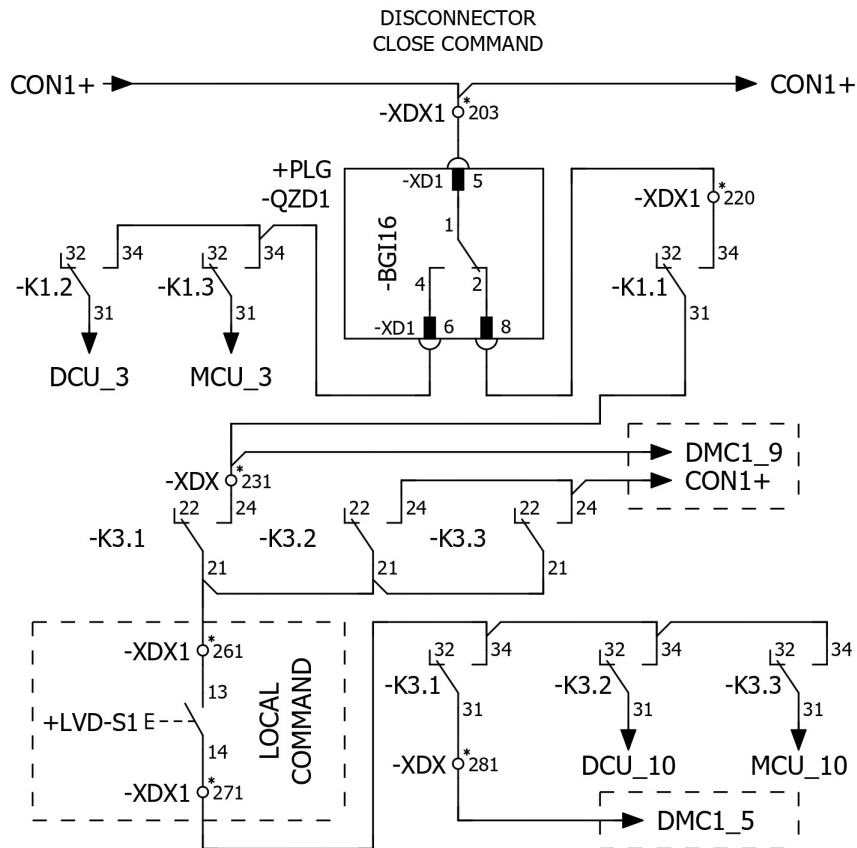 DISCONNECTOR
CLOSE COMMAND
CON1+
CON1+
-XDX1
*
203
+PLG
-QZD1
-XD1
5
-BGI16
1
4
2
-XD1
6
8
-XDX1
*
220
32
34
-K1.2
31
DCU_3
32
34
-K1.3
31
MCU_3
32
34
-K1.1
31
DMC1_9
CON1+
-XDX
*
231
22
24
-K3.1
21
22
24
-K3.2
21
22
24
-K3.3
21
-XDX1
*
261
13
+LVD-S1
E
14
-XDX1
*
271
LOCAL
COMMAND
32
34
-K3.1
31
-XDX
*
281
32
34
-K3.2
31
DCU_10
32
34
-K3.3
31
MCU_10
DMC1_5